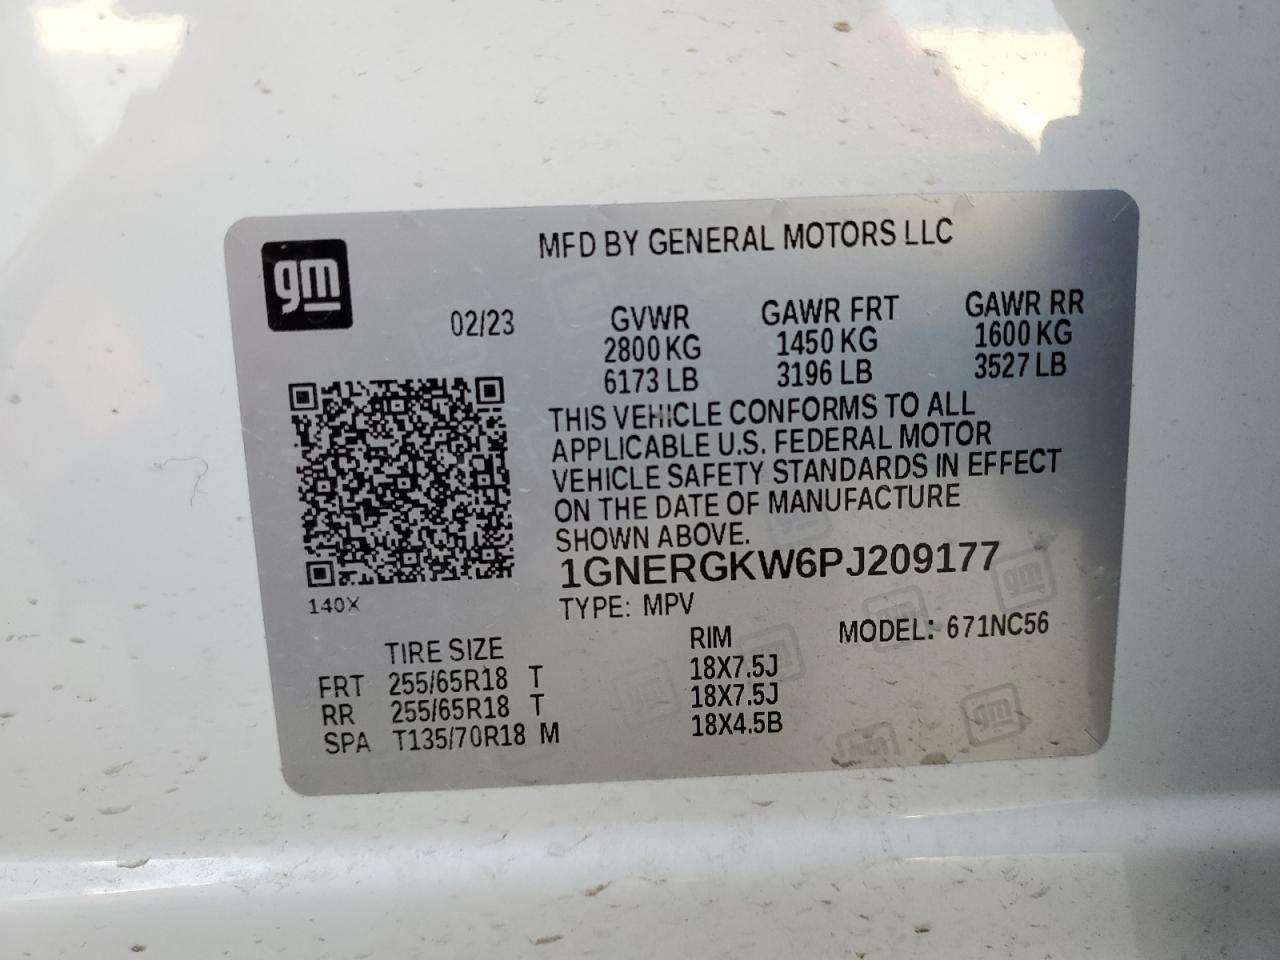 gm
MFD BY GENERAL MOTORS LLC
02/23
GVWR GAWR FRT GAWR RR
2800 KG 1450 KG 1600 KG
6173 LB 3196 LB 3527 LB
THIS VEHICLE CONFORMS TO ALL
APPLICABLE U.S. FEDERAL MOTOR
VEHICLE SAFETY STANDARDS IN EFFECT
ON THE DATE OF MANUFACTURE
SHOWN ABOVE.
1GNERGKW6PJ209177
140X
TYPE: MPV
MODEL: 671NC56
TIRE SIZE RIM
FRT 255/65R18 T 18X7.5J
RR 255/65R18 T 18X7.5J
SPA T135/70R18 M 18X4.5B